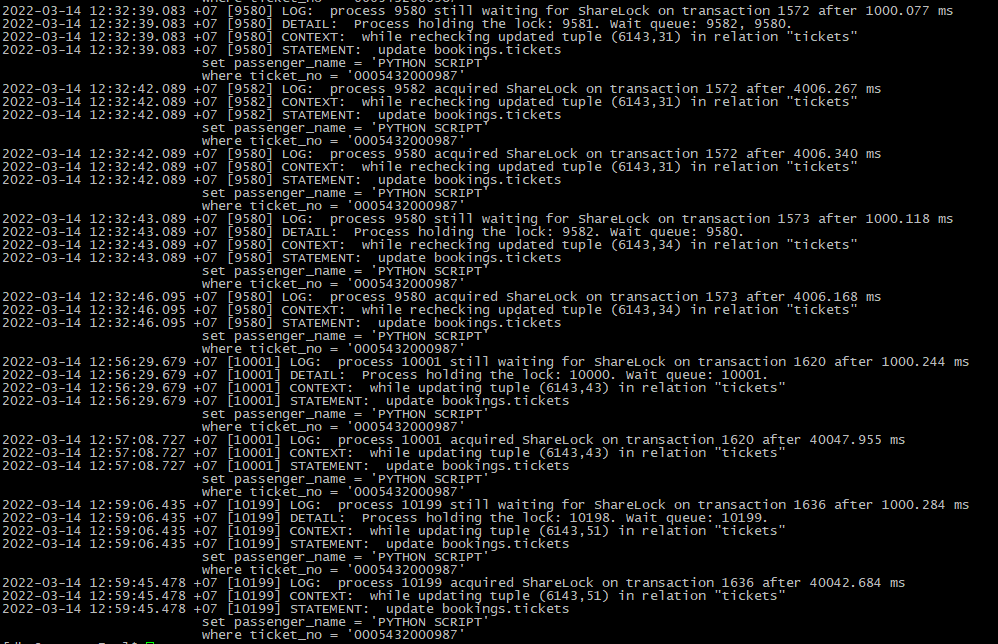 2022-03-14 12:32:39.083 +07 [9580] LOG:  process 9580 still waiting for ShareLock on transaction 1572 after 1000.077 ms
2022-03-14 12:32:39.083 +07 [9580] DETAIL:  Process holding the lock: 9581. Wait queue: 9582, 9580.
2022-03-14 12:32:39.083 +07 [9580] CONTEXT:  while rechecking updated tuple (6143,31) in relation "tickets"
2022-03-14 12:32:39.083 +07 [9580] STATEMENT:  update bookings.tickets
set passenger_name = 'PYTHON SCRIPT'
where ticket_no = '0005432000987'
2022-03-14 12:32:42.089 +07 [9582] LOG:  process 9582 acquired ShareLock on transaction 1572 after 4006.267 ms
2022-03-14 12:32:42.089 +07 [9582] CONTEXT:  while rechecking updated tuple (6143,31) in relation "tickets"
2022-03-14 12:32:42.089 +07 [9582] STATEMENT:  update bookings.tickets
set passenger_name = 'PYTHON SCRIPT'
where ticket_no = '0005432000987'
2022-03-14 12:32:42.089 +07 [9580] LOG:  process 9580 acquired ShareLock on transaction 1572 after 4006.340 ms
2022-03-14 12:32:42.089 +07 [9580] CONTEXT:  while rechecking updated tuple (6143,31) in relation "tickets"
2022-03-14 12:32:42.089 +07 [9580] STATEMENT:  update bookings.tickets
set passenger_name = 'PYTHON SCRIPT'
where ticket_no = '0005432000987'
2022-03-14 12:32:43.089 +07 [9580] LOG:  process 9580 still waiting for ShareLock on transaction 1573 after 1000.118 ms
2022-03-14 12:32:43.089 +07 [9580] DETAIL:  Process holding the lock: 9582. Wait queue: 9580.
2022-03-14 12:32:43.089 +07 [9580] CONTEXT:  while rechecking updated tuple (6143,34) in relation "tickets"
2022-03-14 12:32:43.089 +07 [9580] STATEMENT:  update bookings.tickets
set passenger_name = 'PYTHON SCRIPT'
where ticket_no = '0005432000987'
2022-03-14 12:32:46.095 +07 [9580] LOG:  process 9580 acquired ShareLock on transaction 1573 after 4006.168 ms
2022-03-14 12:32:46.095 +07 [9580] CONTEXT:  while rechecking updated tuple (6143,34) in relation "tickets"
2022-03-14 12:32:46.095 +07 [9580] STATEMENT:  update bookings.tickets
set passenger_name = 'PYTHON SCRIPT'
where ticket_no = '0005432000987'
2022-03-14 12:56:29.679 +07 [10001] LOG:  process 10001 still waiting for ShareLock on transaction 1620 after 1000.244 ms
2022-03-14 12:56:29.679 +07 [10001] DETAIL:  Process holding the lock: 10000. Wait queue: 10001.
2022-03-14 12:56:29.679 +07 [10001] CONTEXT:  while updating tuple (6143,43) in relation "tickets"
2022-03-14 12:56:29.679 +07 [10001] STATEMENT:  update bookings.tickets
set passenger_name = 'PYTHON SCRIPT'
where ticket_no = '0005432000987'
2022-03-14 12:57:08.727 +07 [10001] LOG:  process 10001 acquired ShareLock on transaction 1620 after 40047.955 ms
2022-03-14 12:57:08.727 +07 [10001] CONTEXT:  while updating tuple (6143,43) in relation "tickets"
2022-03-14 12:57:08.727 +07 [10001] STATEMENT:  update bookings.tickets
set passenger_name = 'PYTHON SCRIPT'
where ticket_no = '0005432000987'
2022-03-14 12:59:06.435 +07 [10199] LOG:  process 10199 still waiting for ShareLock on transaction 1636 after 1000.284 ms
2022-03-14 12:59:06.435 +07 [10199] DETAIL:  Process holding the lock: 10198. Wait queue: 10199.
2022-03-14 12:59:06.435 +07 [10199] CONTEXT:  while updating tuple (6143,51) in relation "tickets"
2022-03-14 12:59:06.435 +07 [10199] STATEMENT:  update bookings.tickets
set passenger_name = 'PYTHON SCRIPT'
where ticket_no = '0005432000987'
2022-03-14 12:59:45.478 +07 [10199] LOG:  process 10199 acquired ShareLock on transaction 1636 after 40042.684 ms
2022-03-14 12:59:45.478 +07 [10199] CONTEXT:  while updating tuple (6143,51) in relation "tickets"
2022-03-14 12:59:45.478 +07 [10199] STATEMENT:  update bookings.tickets
set passenger_name = 'PYTHON SCRIPT'
where ticket_no = '0005432000987'